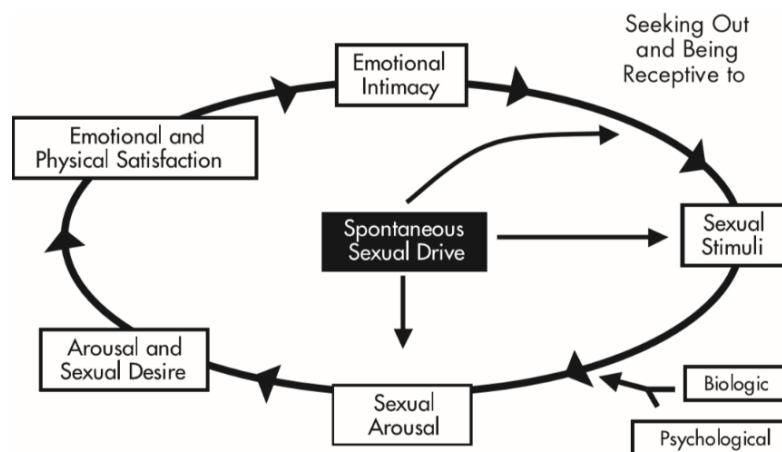 Seeking Out
and Being
Receptive to
Emotional
Intimacy
Emotional and
Physical Satisfaction
Spontaneous
Sexual Drive
Sexual
Stimuli
Arousal and
Sexual Desire
Sexual
Arousal
Biologic
Psychological